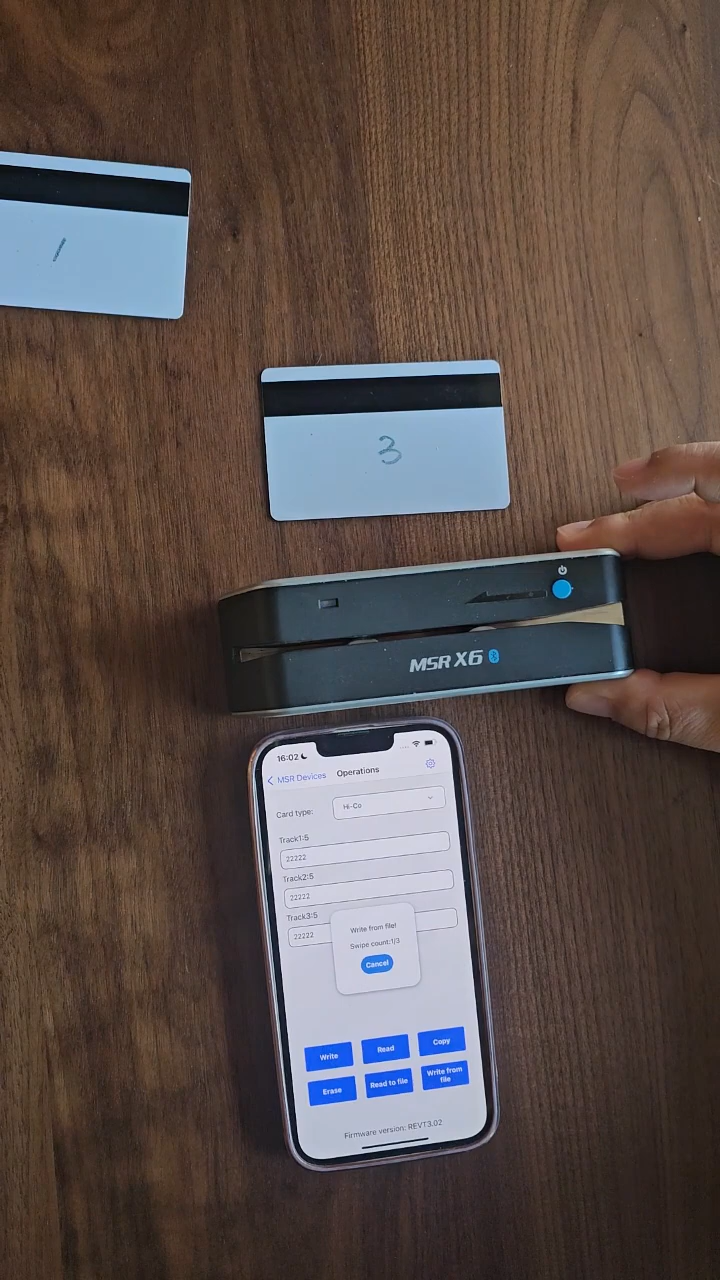 1
3
MSR X6
16:02
MSR Devices
Operations
Card type:
Hi-Co
Track1:5
22222
Track2:5
22222
Track3:5
22222
Write from file!
Swipe count:1/3
Cancel
Write
Read
Copy
Erase
Read to file
Write from
file
Firmware version: REVT3.02